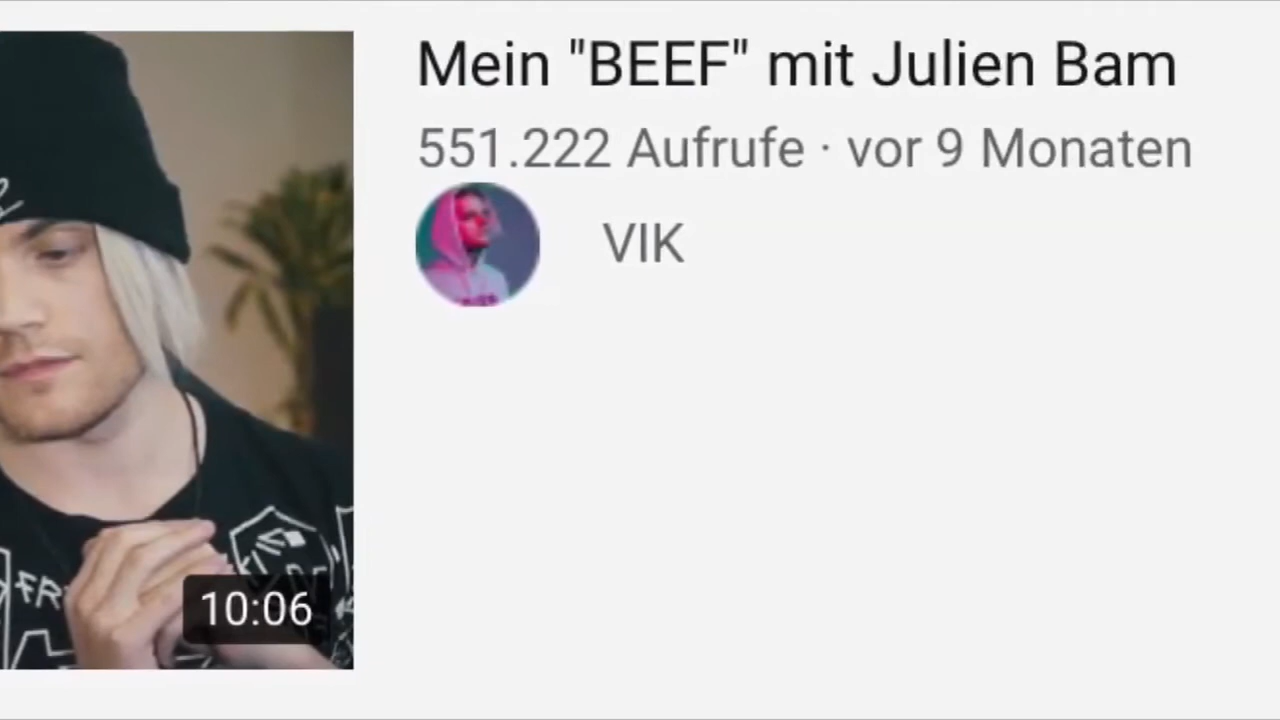 Mein "BEEF" mit Julien Bam
551.222 Aufrufe · vor 9 Monaten
VIK
10:06